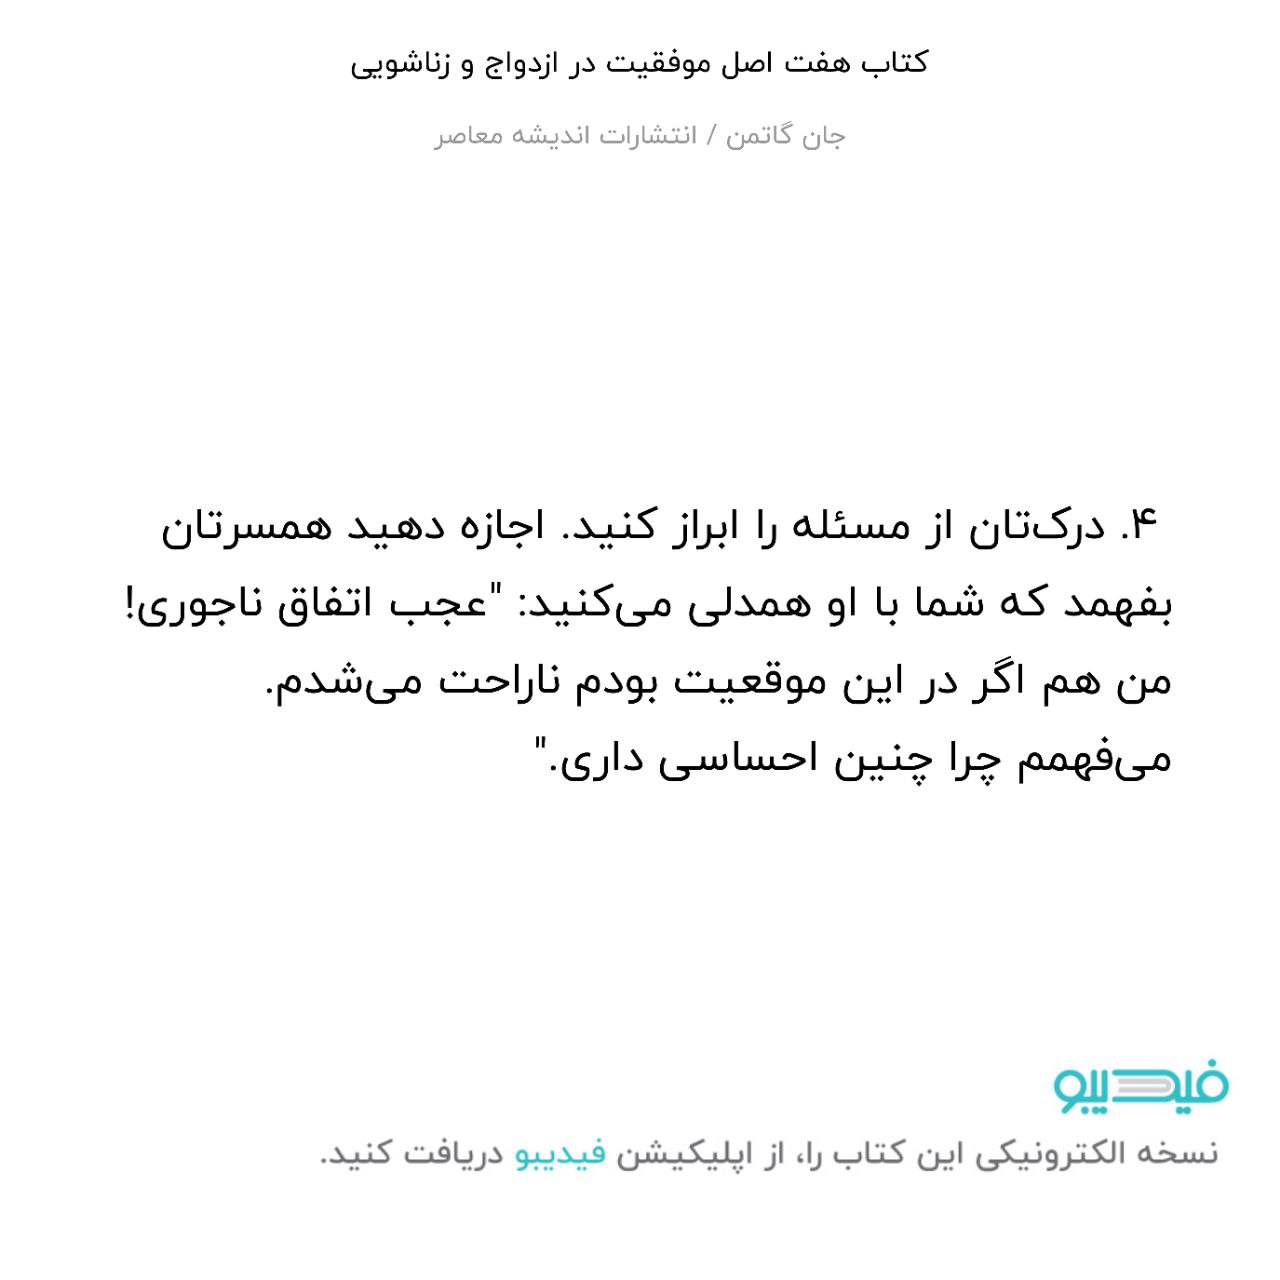 کتاب هفت اصل موفقیت در ازدواج و زناشویی
جان گاتمن / انتشارات اندیشه معاصر
۴. درک‌تان از مسئله را ابراز کنید. اجازه دهید همسرتان
بفهمد که شما با او همدلی می‌کنید: "عجب اتفاق ناجوری!
من هم اگر در این موقعیت بودم ناراحت می‌شدم.
می‌فهمم چرا چنین احساسی داری."
فیدیبو
نسخه الکترونیکی این کتاب را، از اپلیکیشن فیدیبو دریافت کنید.